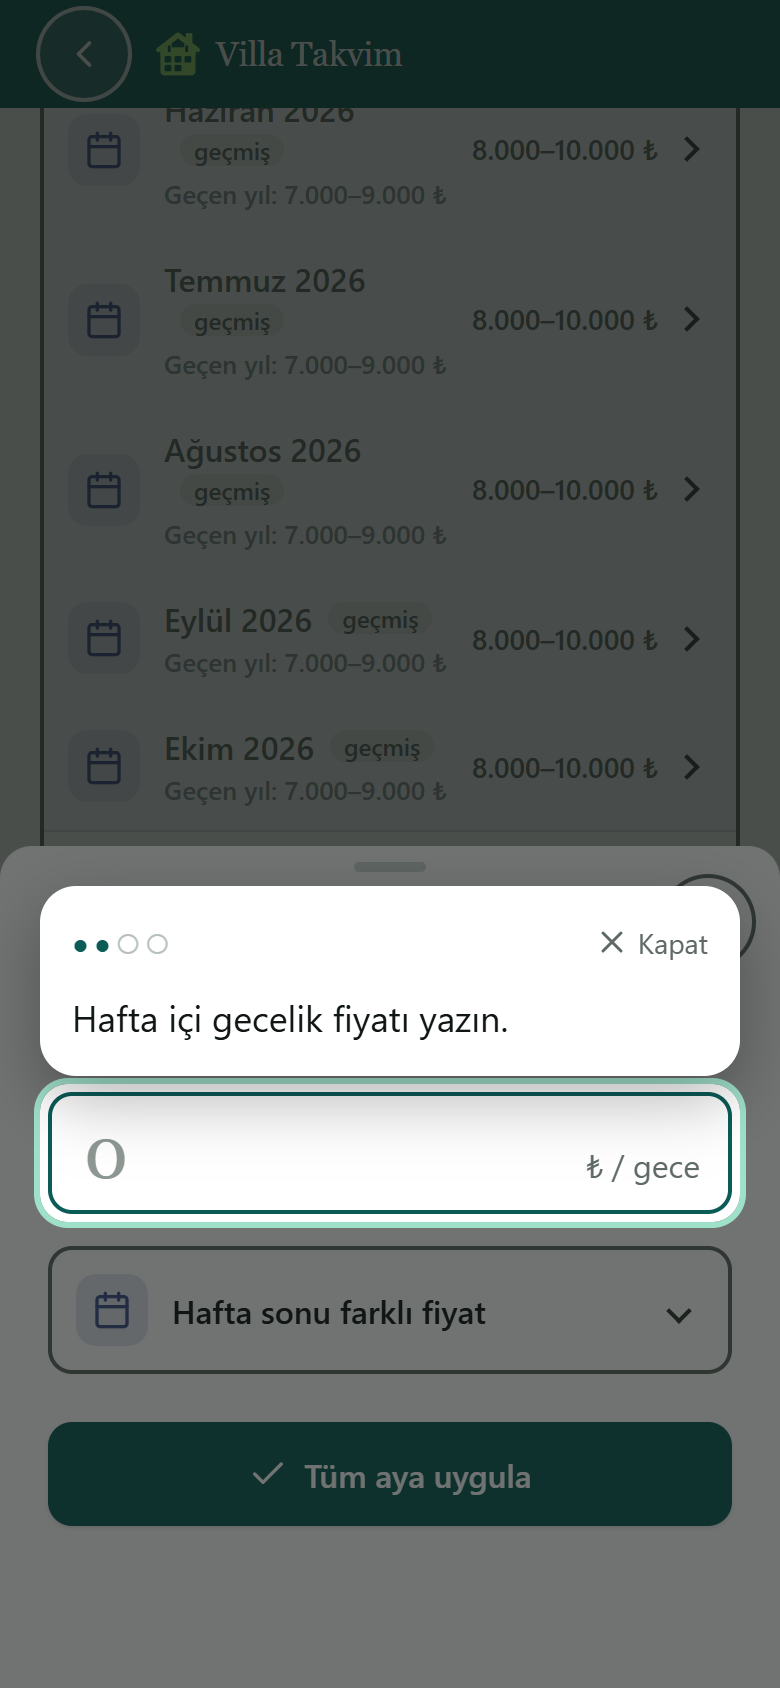 Villa Takvim
Haziran 2026
geçmiş
8.000–10.000 ₺
Geçen yıl: 7.000–9.000 ₺
Temmuz 2026
geçmiş
8.000–10.000 ₺
Geçen yıl: 7.000–9.000 ₺
Ağustos 2026
geçmiş
8.000–10.000 ₺
Geçen yıl: 7.000–9.000 ₺
Eylül 2026 geçmiş
8.000–10.000 ₺
Geçen yıl: 7.000–9.000 ₺
Ekim 2026 geçmiş
8.000–10.000 ₺
Geçen yıl: 7.000–9.000 ₺
Kapat
Hafta içi gecelik fiyatı yazın.
0 ₺ / gece
Hafta sonu farklı fiyat
Tüm aya uygula